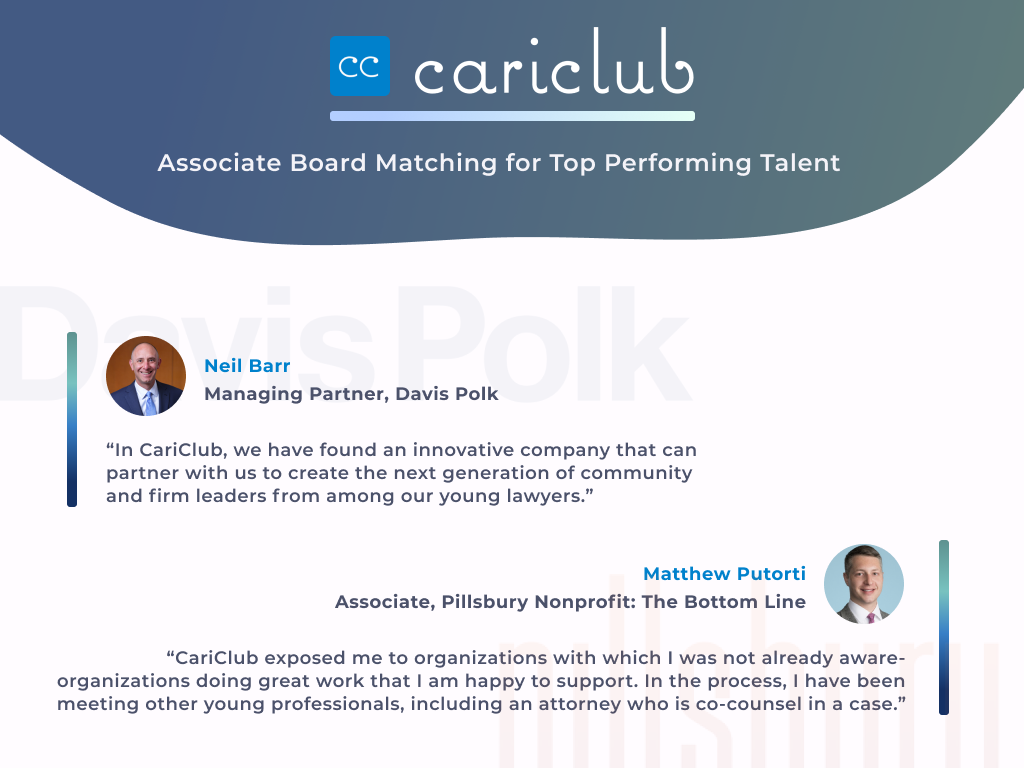 cc cariclub
Associate Board Matching for Top Performing Talent
Davis Polk
Neil Barr
Managing Partner, Davis Polk
“In CariClub, we have found an innovative company that can
partner with us to create the next generation of community
and firm leaders from among our young lawyers.”
Matthew Putorti
Associate, Pillsbury Nonprofit: The Bottom Line
pillsbury
“CariClub exposed me to organizations with which I was not already aware-
organizations doing great work that I am happy to support. In the process, I have been
meeting other young professionals, including an attorney who is co-counsel in a case.”